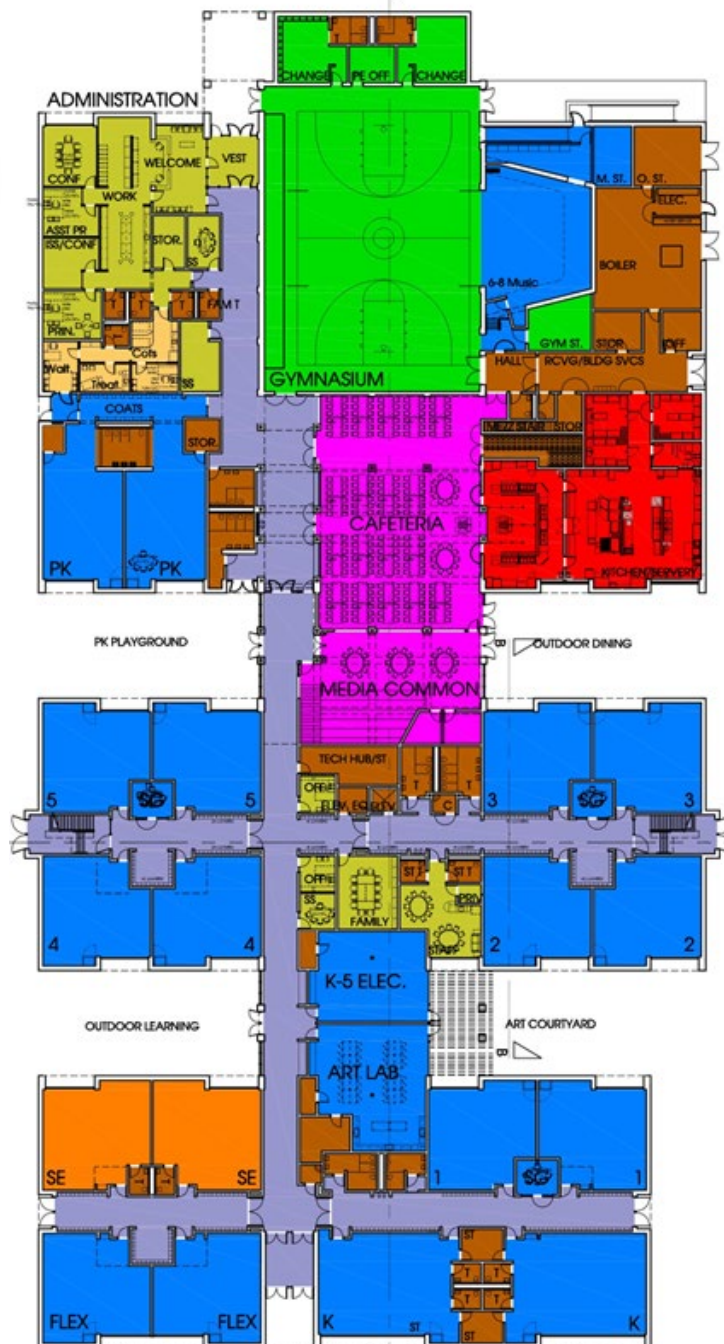 T T
CHANGE PE OFF CHANGE
ADMINISTRATION
CONF WELCOME VEST
WORK
M. ST. O. ST.
ELEC.
ASST PR
ISS/CONF STOR. SS
BOILER
6-8 Music
PRIN. T T T FAM T
T
Cots
GYM ST. STOR OFF
Wait
Treat. SS
GYMNASIUM
HALL RCVG/BLDG SVCS
COATS
STOR.
MEZZ STAIR STOR
CAFETERIA
PK PK
KITCHEN/SERVERY
PK PLAYGROUND
B OUTDOOR DINING
MEDIA COMMON
TECH HUB/ST
T T
5 SG 5
OFF
ELEV. EQ ELEV. C
3 SG 3
OFF
ST T ST T
SS
PRIV
FAMILY
STAFF
4 4
2 2
K-5 ELEC.
OUTDOOR LEARNING
ART COURTYARD
B
ART LAB
SE T T SE
1 SG 1
ST
T T
T T
FLEX FLEX
K ST ST K